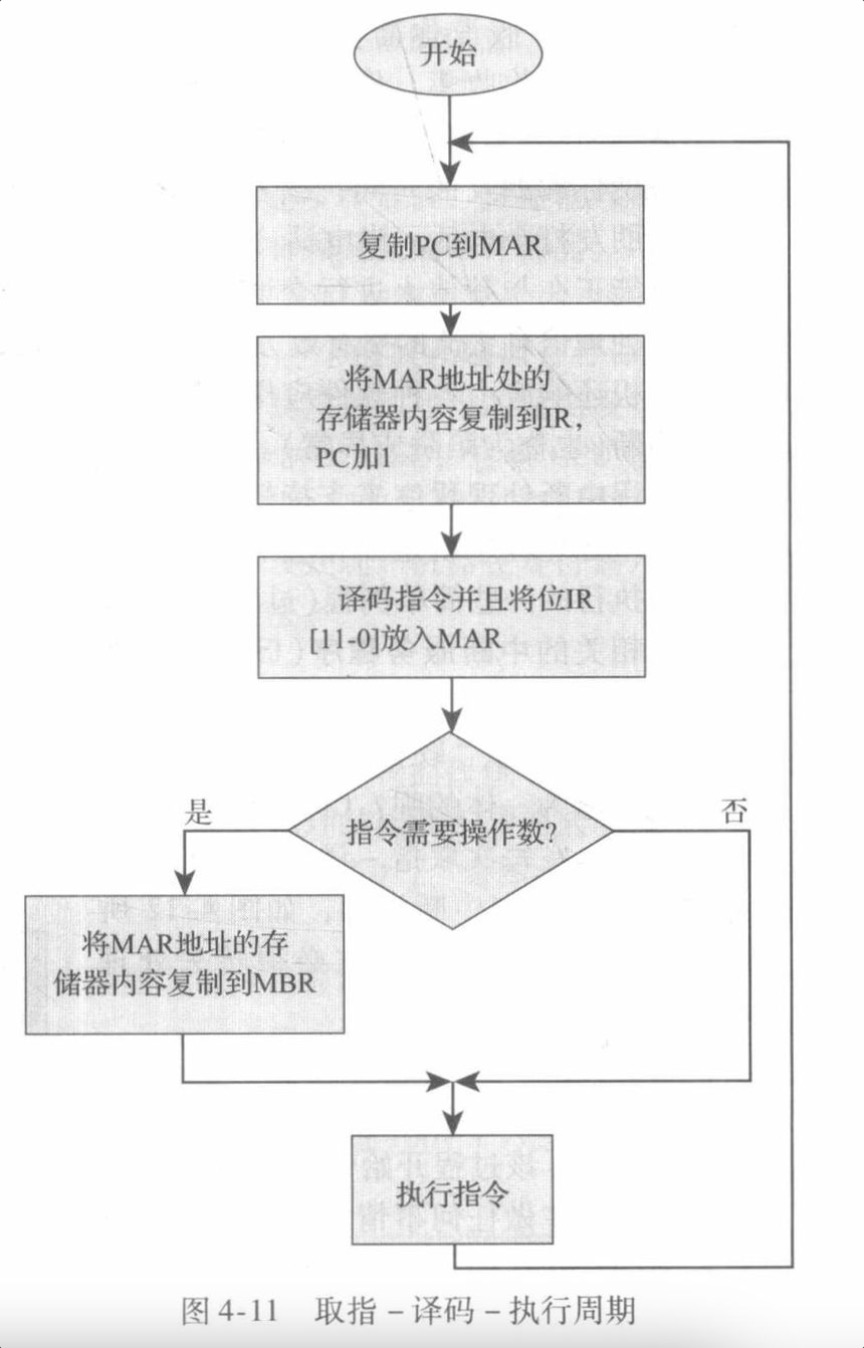 开始
复制PC到MAR
将MAR地址处的
存储器内容复制到IR，
PC加1
译码指令并且将位IR
[11-0]放入MAR
指令需要操作数?
是
否
将MAR地址的存
储器内容复制到MBR
执行指令
图 4-11 取指－译码－执行周期